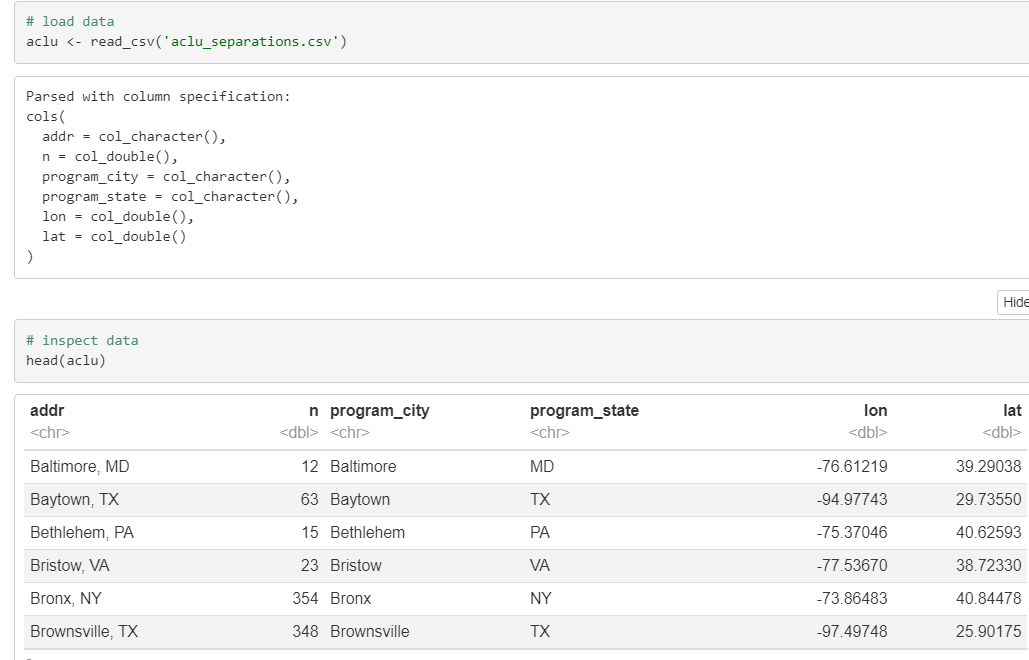 # load data
aclu <- read_csv('aclu_separations.csv')
Parsed with column specification:
cols(
  addr = col_character(),
  n = col_double(),
  program_city = col_character(),
  program_state = col_character(),
  lon = col_double(),
  lat = col_double()
)
Hide
# inspect data
head(aclu)
addr n program_city program_state lon lat
<chr> <dbl> <chr> <chr> <dbl> <dbl>
Baltimore, MD 12 Baltimore MD -76.61219 39.29038
Baytown, TX 63 Baytown TX -94.97743 29.73550
Bethlehem, PA 15 Bethlehem PA -75.37046 40.62593
Bristow, VA 23 Bristow VA -77.53670 38.72330
Bronx, NY 354 Bronx NY -73.86483 40.84478
Brownsville, TX 348 Brownsville TX -97.49748 25.90175